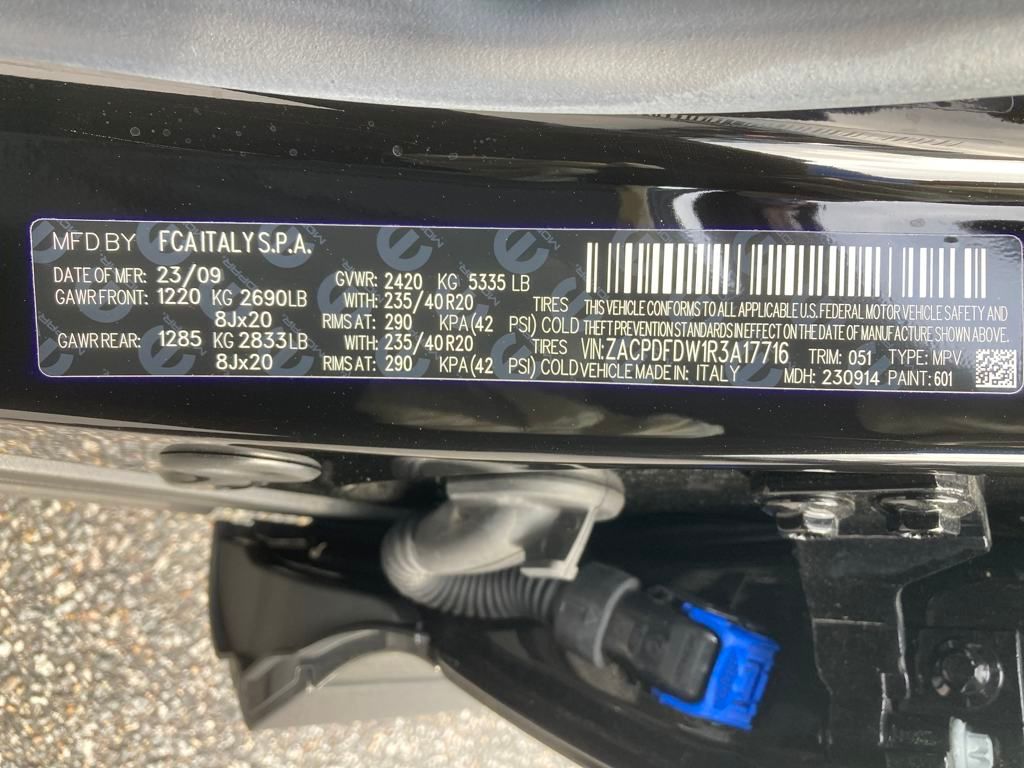 MFD BY FCA ITALY S.P.A.
DATE OF MFR: 23/09 GVWR: 2420 KG 5335 LB
GAWR FRONT: 1220 KG 2690LB WITH: 235/40 R20 TIRES THIS VEHICLE CONFORMS TO ALL APPLICABLE U.S. FEDERAL MOTOR VEHICLE SAFETY AND
8Jx20 RIMS AT: 290 KPA (42 PSI) COLD THEFT PREVENTION STANDARDS IN EFFECT ON THE DATE OF MANUFACTURE SHOWN ABOVE.
GAWR REAR: 1285 KG 2833LB WITH: 235/40 R20 TIRES VIN: ZACPDFDW1R3A17716 TRIM: 051 TYPE: MPV
8Jx20 RIMS AT: 290 KPA (42 PSI) COLD VEHICLE MADE IN: ITALY MDH: 230914 PAINT: 601